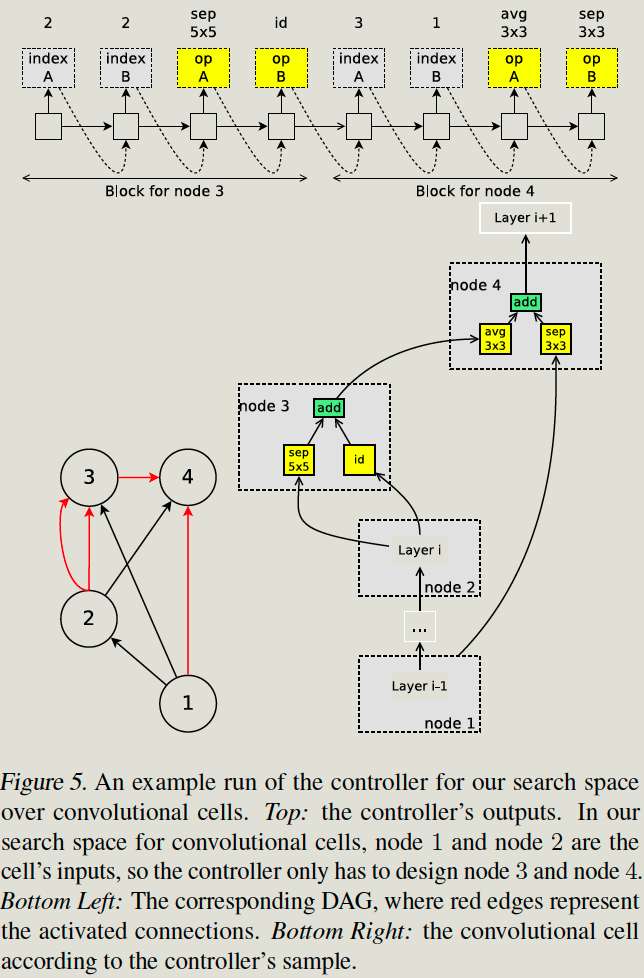 2 2 sep 5x5 id 3 1 avg 3x3 sep 3x3
index A index B op A op B index A index B op A op B
Block for node 3 Block for node 4
Layer i+1
node 4
add
avg 3x3 sep 3x3
node 3
add
sep 5x5 id
3 4
Layer i
2
node 2
...
1
Layer i-1
node 1
Figure 5. An example run of the controller for our search space
over convolutional cells. Top: the controller’s outputs. In our
search space for convolutional cells, node 1 and node 2 are the
cell’s inputs, so the controller only has to design node 3 and node 4.
Bottom Left: The corresponding DAG, where red edges represent
the activated connections. Bottom Right: the convolutional cell
according to the controller’s sample.